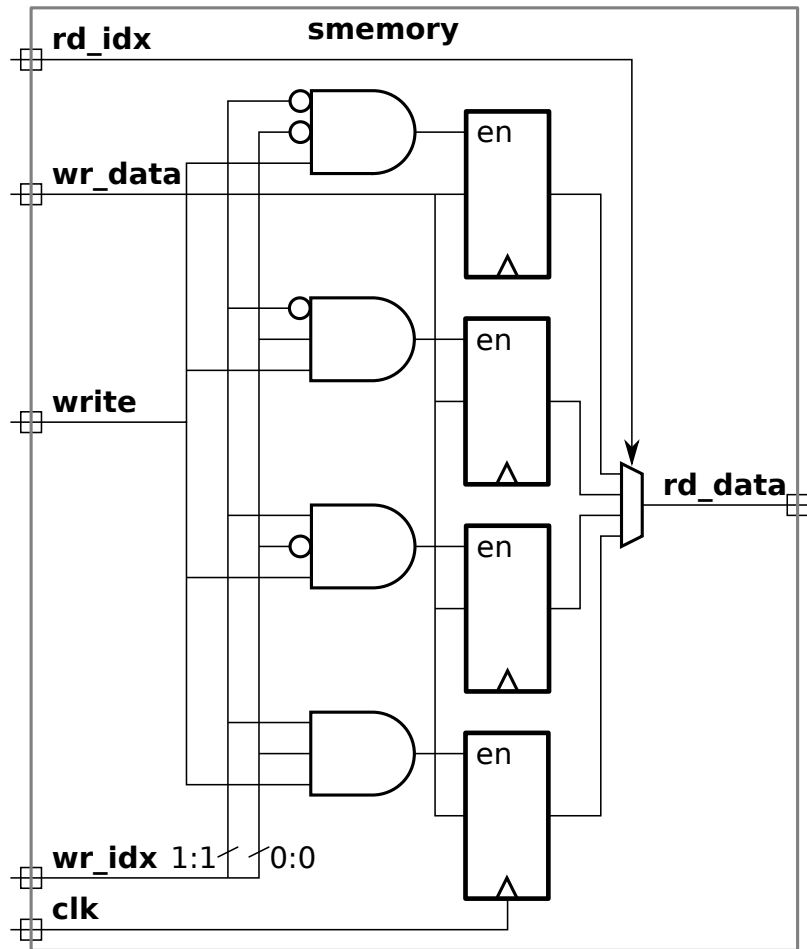 smemory
rd_idx
en
wr_data
en
write
rd_data
en
en
wr_idx 1:1 0:0
clk